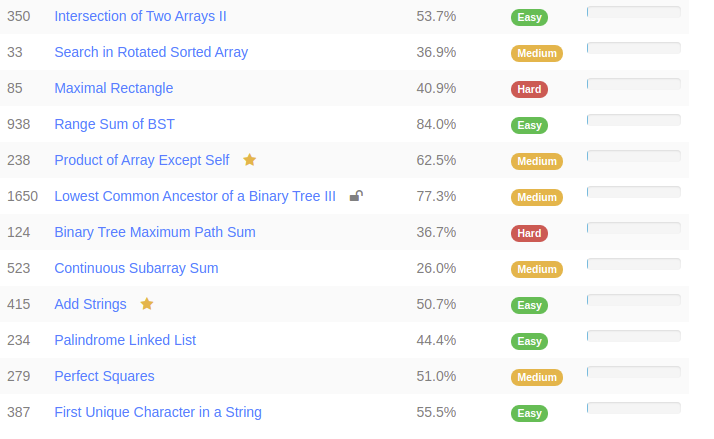 350 Intersection of Two Arrays II 53.7% Easy
33 Search in Rotated Sorted Array 36.9% Medium
85 Maximal Rectangle 40.9% Hard
938 Range Sum of BST 84.0% Easy
238 Product of Array Except Self 62.5% Medium
1650 Lowest Common Ancestor of a Binary Tree III 77.3% Medium
124 Binary Tree Maximum Path Sum 36.7% Hard
523 Continuous Subarray Sum 26.0% Medium
415 Add Strings 50.7% Easy
234 Palindrome Linked List 44.4% Easy
279 Perfect Squares 51.0% Medium
387 First Unique Character in a String 55.5% Easy